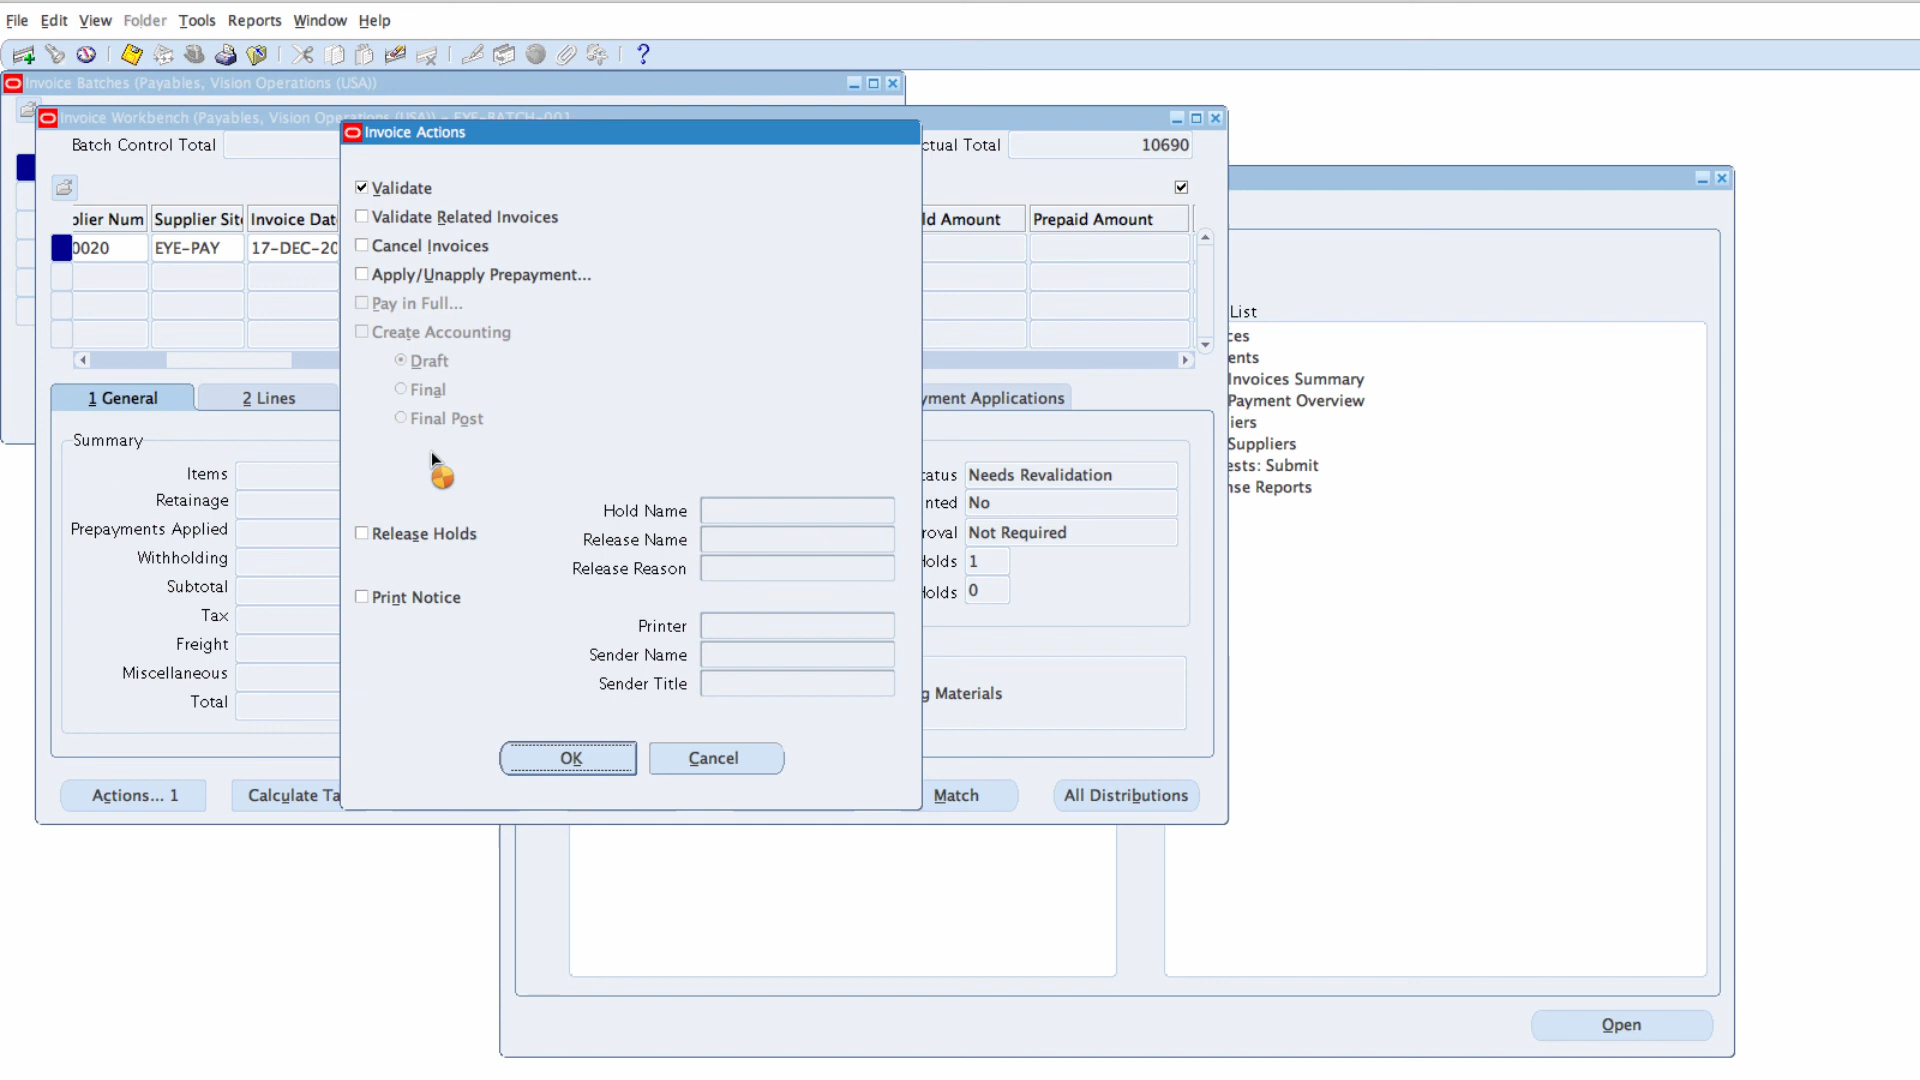 File Edit View Folder Tools Reports Window Help
Invoice Batches (Payables, Vision Operations (USA))
Invoice Workbench (Payables, Vision Operations (USA)) - EYE-BATCH-001
Invoice Actions
Batch Control Total
ctual Total 10690
Validate
Validate Related Invoices
Cancel Invoices
Apply/Unapply Prepayment...
Pay in Full...
Create Accounting
Draft
Final
Final Post
Release Holds
Hold Name
Release Name
Release Reason
Print Notice
Printer
Sender Name
Sender Title
OK Cancel
plier Num Supplier Sit Invoice Dat
0020 EYE-PAY 17-DEC-20
ld Amount Prepaid Amount
1 General 2 Lines
yment Applications
Summary
Items
Retainage
Prepayments Applied
Withholding
Subtotal
Tax
Freight
Miscellaneous
Total
tatus Needs Revalidation
nted No
roval Not Required
Holds 1
Holds 0
g Materials
Actions... 1 Calculate Ta
Match All Distributions
List
ces
ents
Invoices Summary
Payment Overview
iers
Suppliers
ests: Submit
nse Reports
Open